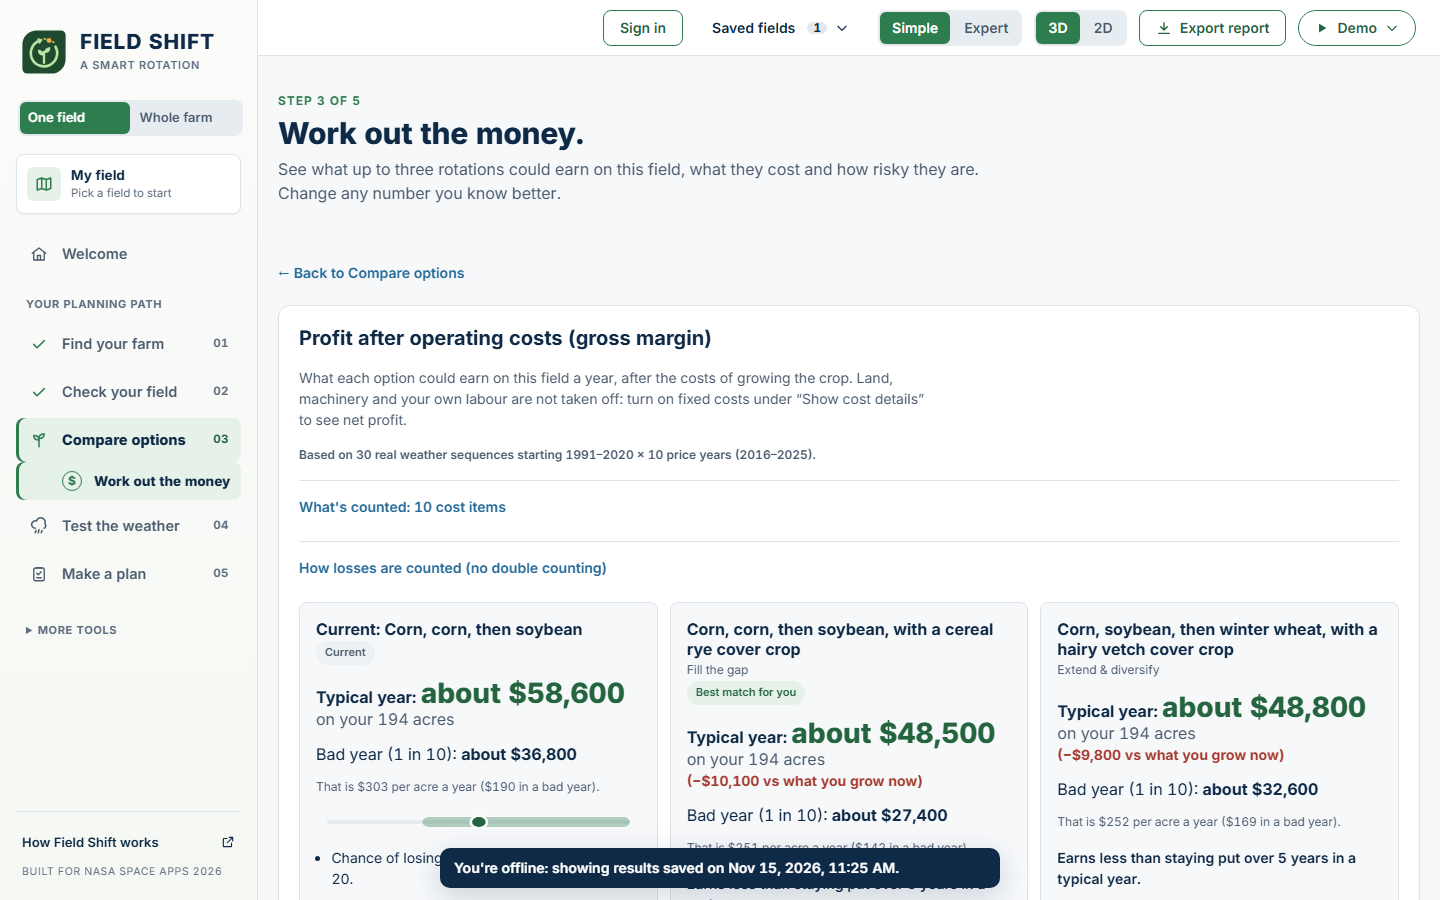 FIELD SHIFT
A SMART ROTATION
One field
Whole farm
My field
Pick a field to start
Welcome
YOUR PLANNING PATH
Find your farm 01
Check your field 02
Compare options 03
$ Work out the money
Test the weather 04
Make a plan 05
MORE TOOLS
How Field Shift works
BUILT FOR NASA SPACE APPS 2026
Sign in
Saved fields 1
Simple
Expert
3D
2D
Export report
Demo
STEP 3 OF 5
Work out the money.
See what up to three rotations could earn on this field, what they cost and how risky they are.
Change any number you know better.
← Back to Compare options
Profit after operating costs (gross margin)
What each option could earn on this field a year, after the costs of growing the crop. Land,
machinery and your own labour are not taken off: turn on fixed costs under “Show cost details”
to see net profit.
Based on 30 real weather sequences starting 1991–2020 × 10 price years (2016–2025).
What's counted: 10 cost items
How losses are counted (no double counting)
Current: Corn, corn, then soybean
Current
Typical year: about $58,600
on your 194 acres
Bad year (1 in 10): about $36,800
That is $303 per acre a year ($190 in a bad year).
Chance of losing
20.
Corn, corn, then soybean, with a cereal
rye cover crop
Fill the gap
Best match for you
Typical year: about $48,500
on your 194 acres
(−$10,100 vs what you grow now)
Bad year (1 in 10): about $27,400
That is $251 per acre a year ($142 in a bad year).
Corn, soybean, then winter wheat, with a
hairy vetch cover crop
Extend & diversify
Typical year: about $48,800
on your 194 acres
(−$9,800 vs what you grow now)
Bad year (1 in 10): about $32,600
That is $252 per acre a year ($169 in a bad year).
Earns less than staying put over 5 years in a
typical year.
You're offline: showing results saved on Nov 15, 2026, 11:25 AM.